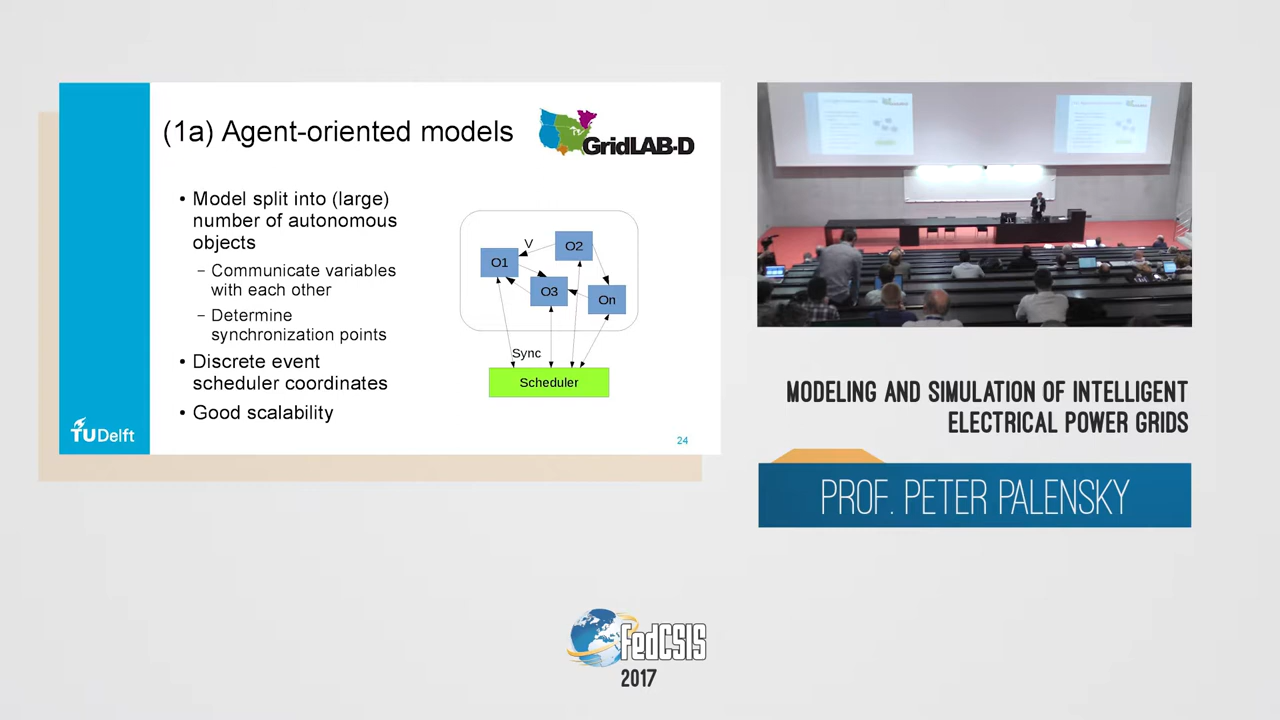 (1a) Agent-oriented models
GridLAB-D
• Model split into (large)
number of autonomous
objects
– Communicate variables
with each other
– Determine
synchronization points
• Discrete event
scheduler coordinates
• Good scalability
V
O1
O2
O3
On
Sync
Scheduler
TUDelft
24
MODELING AND SIMULATION OF INTELLIGENT
ELECTRICAL POWER GRIDS
PROF. PETER PALENSKY
FedCSIS
2017